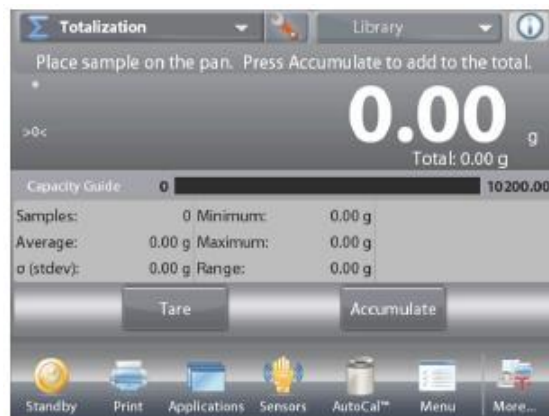 Totalization
Library
Place sample on the pan. Press Accumulate to add to the total.
>0<
0.00 g
Total: 0.00 g
Capacity Guide 0 10200.00
Samples: 0 Minimum: 0.00 g
Average: 0.00 g Maximum: 0.00 g
σ (stdev): 0.00 g Range: 0.00 g
Tare Accumulate
Standby Print Applications Sensors AutoCal™ Menu More...